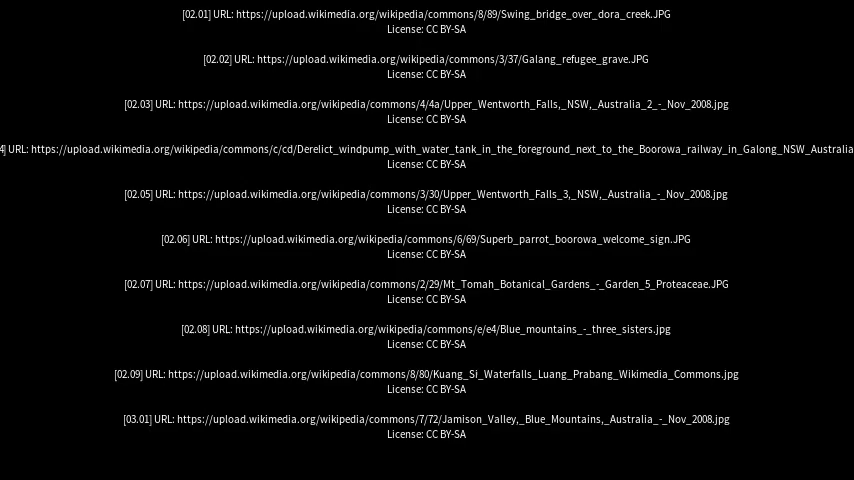 [02.01] URL: https://upload.wikimedia.org/wikipedia/commons/8/89/Swing_bridge_over_dora_creek.JPG
License: CC BY-SA
[02.02] URL: https://upload.wikimedia.org/wikipedia/commons/3/37/Galang_refugee_grave.JPG
License: CC BY-SA
[02.03] URL: https://upload.wikimedia.org/wikipedia/commons/4/4a/Upper_Wentworth_Falls,_NSW,_Australia_2_-_Nov_2008.jpg
License: CC BY-SA
4] URL: https://upload.wikimedia.org/wikipedia/commons/c/cd/Derelict_windpump_with_water_tank_in_the_foreground_next_to_the_Boorowa_railway_in_Galong_NSW_Australia
License: CC BY-SA
[02.05] URL: https://upload.wikimedia.org/wikipedia/commons/3/30/Upper_Wentworth_Falls_3,_NSW,_Australia_-_Nov_2008.jpg
License: CC BY-SA
[02.06] URL: https://upload.wikimedia.org/wikipedia/commons/6/69/Superb_parrot_boorowa_welcome_sign.JPG
License: CC BY-SA
[02.07] URL: https://upload.wikimedia.org/wikipedia/commons/2/29/Mt_Tomah_Botanical_Gardens_-_Garden_5_Proteaceae.JPG
License: CC BY-SA
[02.08] URL: https://upload.wikimedia.org/wikipedia/commons/e/e4/Blue_mountains_-_three_sisters.jpg
License: CC BY-SA
[02.09] URL: https://upload.wikimedia.org/wikipedia/commons/8/80/Kuang_Si_Waterfalls_Luang_Prabang_Wikimedia_Commons.jpg
License: CC BY-SA
[03.01] URL: https://upload.wikimedia.org/wikipedia/commons/7/72/Jamison_Valley,_Blue_Mountains,_Australia_-_Nov_2008.jpg
License: CC BY-SA